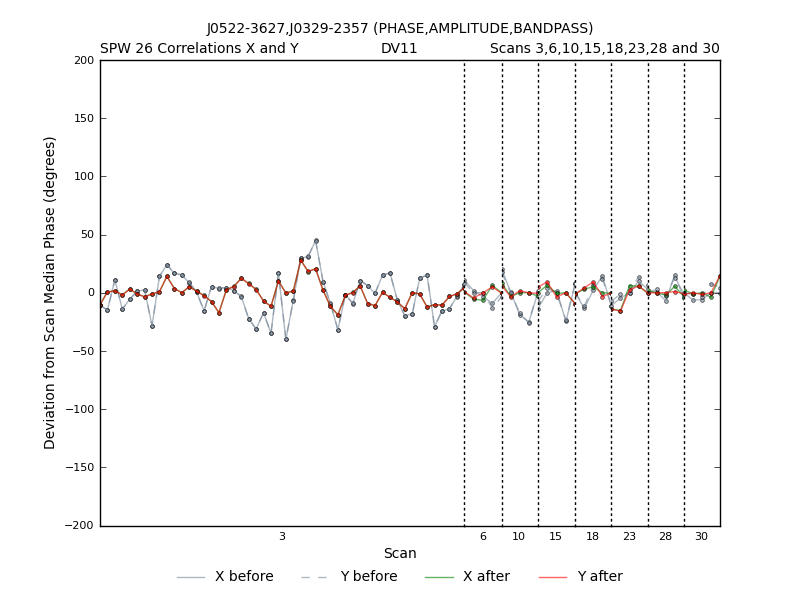 J0522-3627,J0329-2357 (PHASE,AMPLITUDE,BANDPASS)
SPW 26 Correlations X and Y DV11 Scans 3,6,10,15,18,23,28 and 30
200
150
100
50
0
−50
−100
−150
−200
Deviation from Scan Median Phase (degrees)
3 6 10 15 18 23 28 30
Scan
X before Y before X after Y after